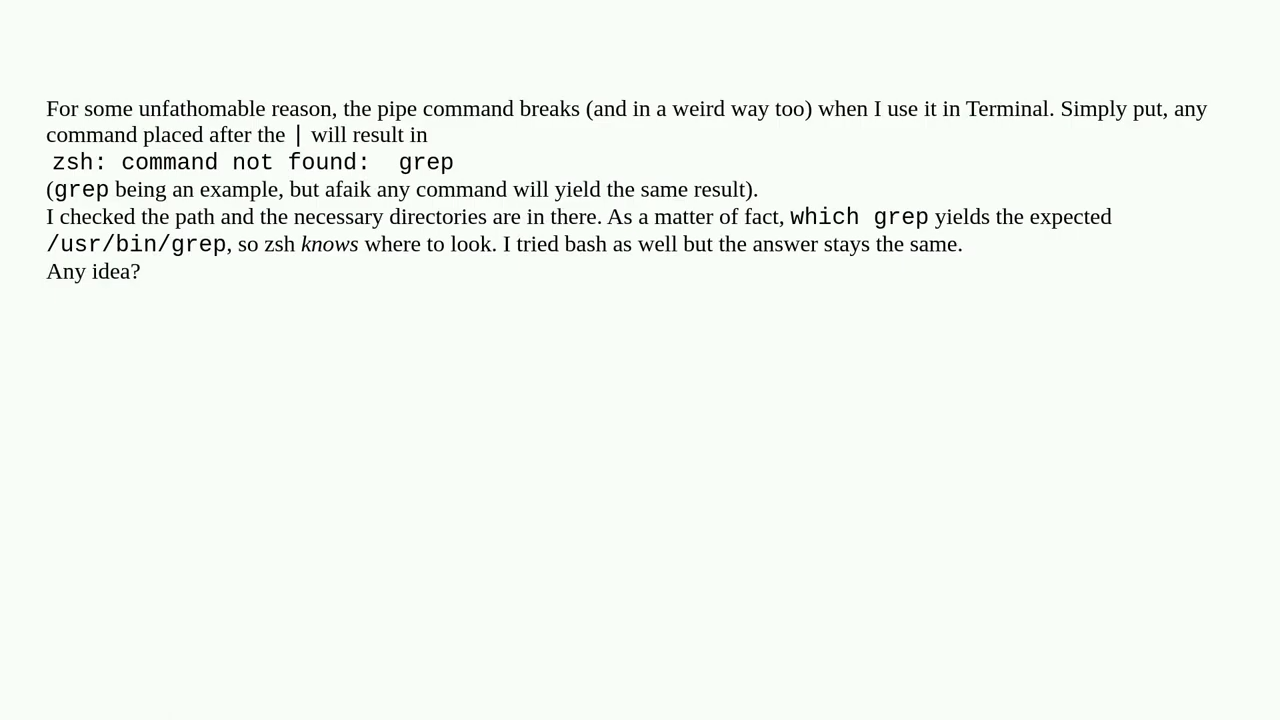 For some unfathomable reason, the pipe command breaks (and in a weird way too) when I use it in Terminal. Simply put, any
command placed after the | will result in
zsh: command not found:  grep
(grep being an example, but afaik any command will yield the same result).
I checked the path and the necessary directories are in there. As a matter of fact, which grep yields the expected
/usr/bin/grep, so zsh knows where to look. I tried bash as well but the answer stays the same.
Any idea?